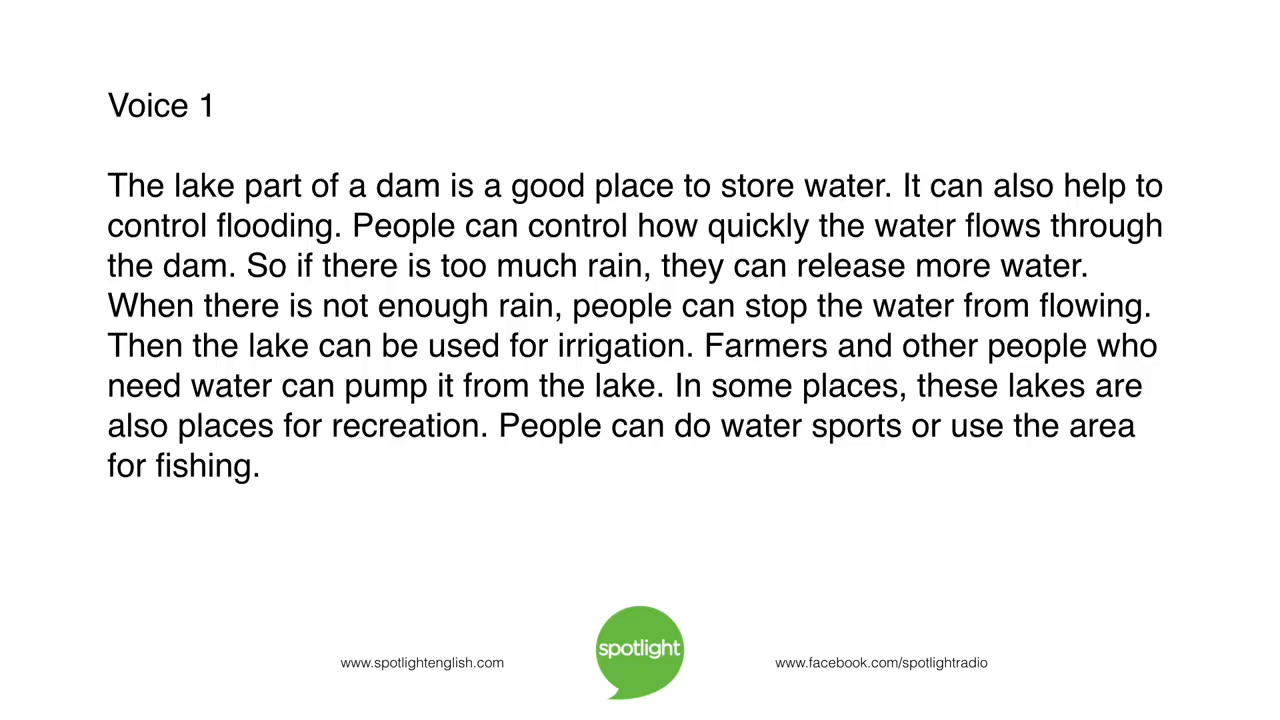 Voice 1
The lake part of a dam is a good place to store water. It can also help to
control flooding. People can control how quickly the water flows through
the dam. So if there is too much rain, they can release more water.
When there is not enough rain, people can stop the water from flowing.
Then the lake can be used for irrigation. Farmers and other people who
need water can pump it from the lake. In some places, these lakes are
also places for recreation. People can do water sports or use the area
for fishing.
www.spotlightenglish.com
spotlight
www.facebook.com/spotlightradio